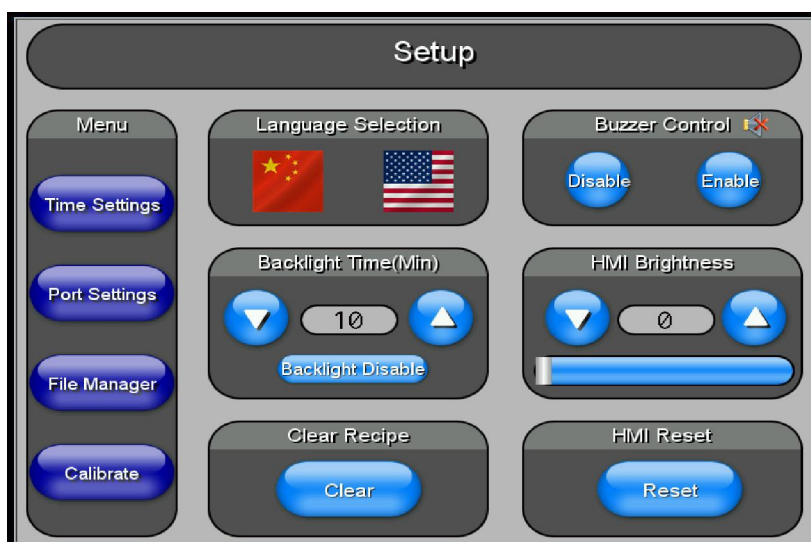 Setup
Menu
Time Settings
Port Settings
File Manager
Calibrate
Language Selection
Buzzer Control
Disable
Enable
Backlight Time(Min)
10
Backlight Disable
HMI Brightness
0
Clear Recipe
Clear
HMI Reset
Reset